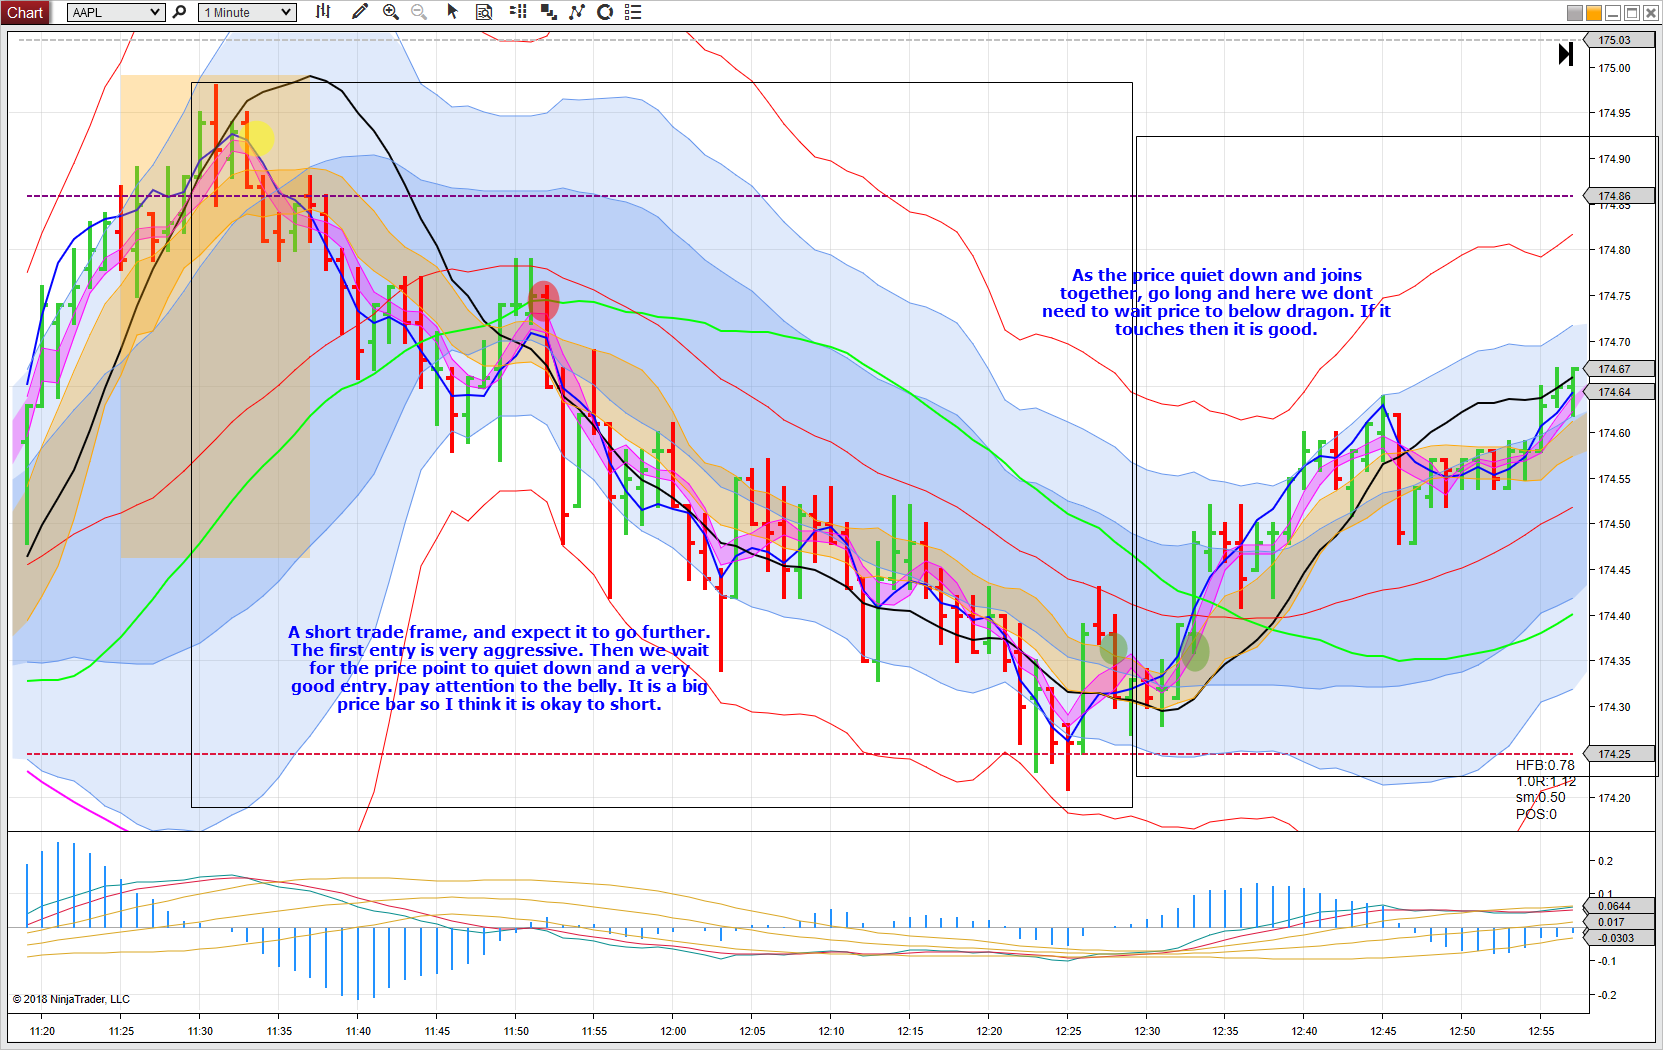 Chart
AAPL
1 Minute
175.03
175.00
174.95
174.90
174.86
174.85
174.80
As the price quiet down and joins
together, go long and here we dont
need to wait price to below dragon. If it
touches then it is good.
174.75
174.70
174.67
174.64
174.60
174.55
174.50
174.45
174.40
174.35
174.30
174.25
174.20
A short trade frame, and expect it to go further.
The first entry is very aggressive. Then we wait
for the price point to quiet down and a very
good entry. pay attention to the belly. It is a big
price bar so I think it is okay to short.
HFB:0.78
1.0R:1.12
sm:0.50
POS:0
0.2
0.1
0.0644
0.017
-0.0303
-0.1
-0.2
© 2018 NinjaTrader, LLC
11:20 11:25 11:30 11:35 11:40 11:45 11:50 11:55 12:00 12:05 12:10 12:15 12:20 12:25 12:30 12:35 12:40 12:45 12:50 12:55